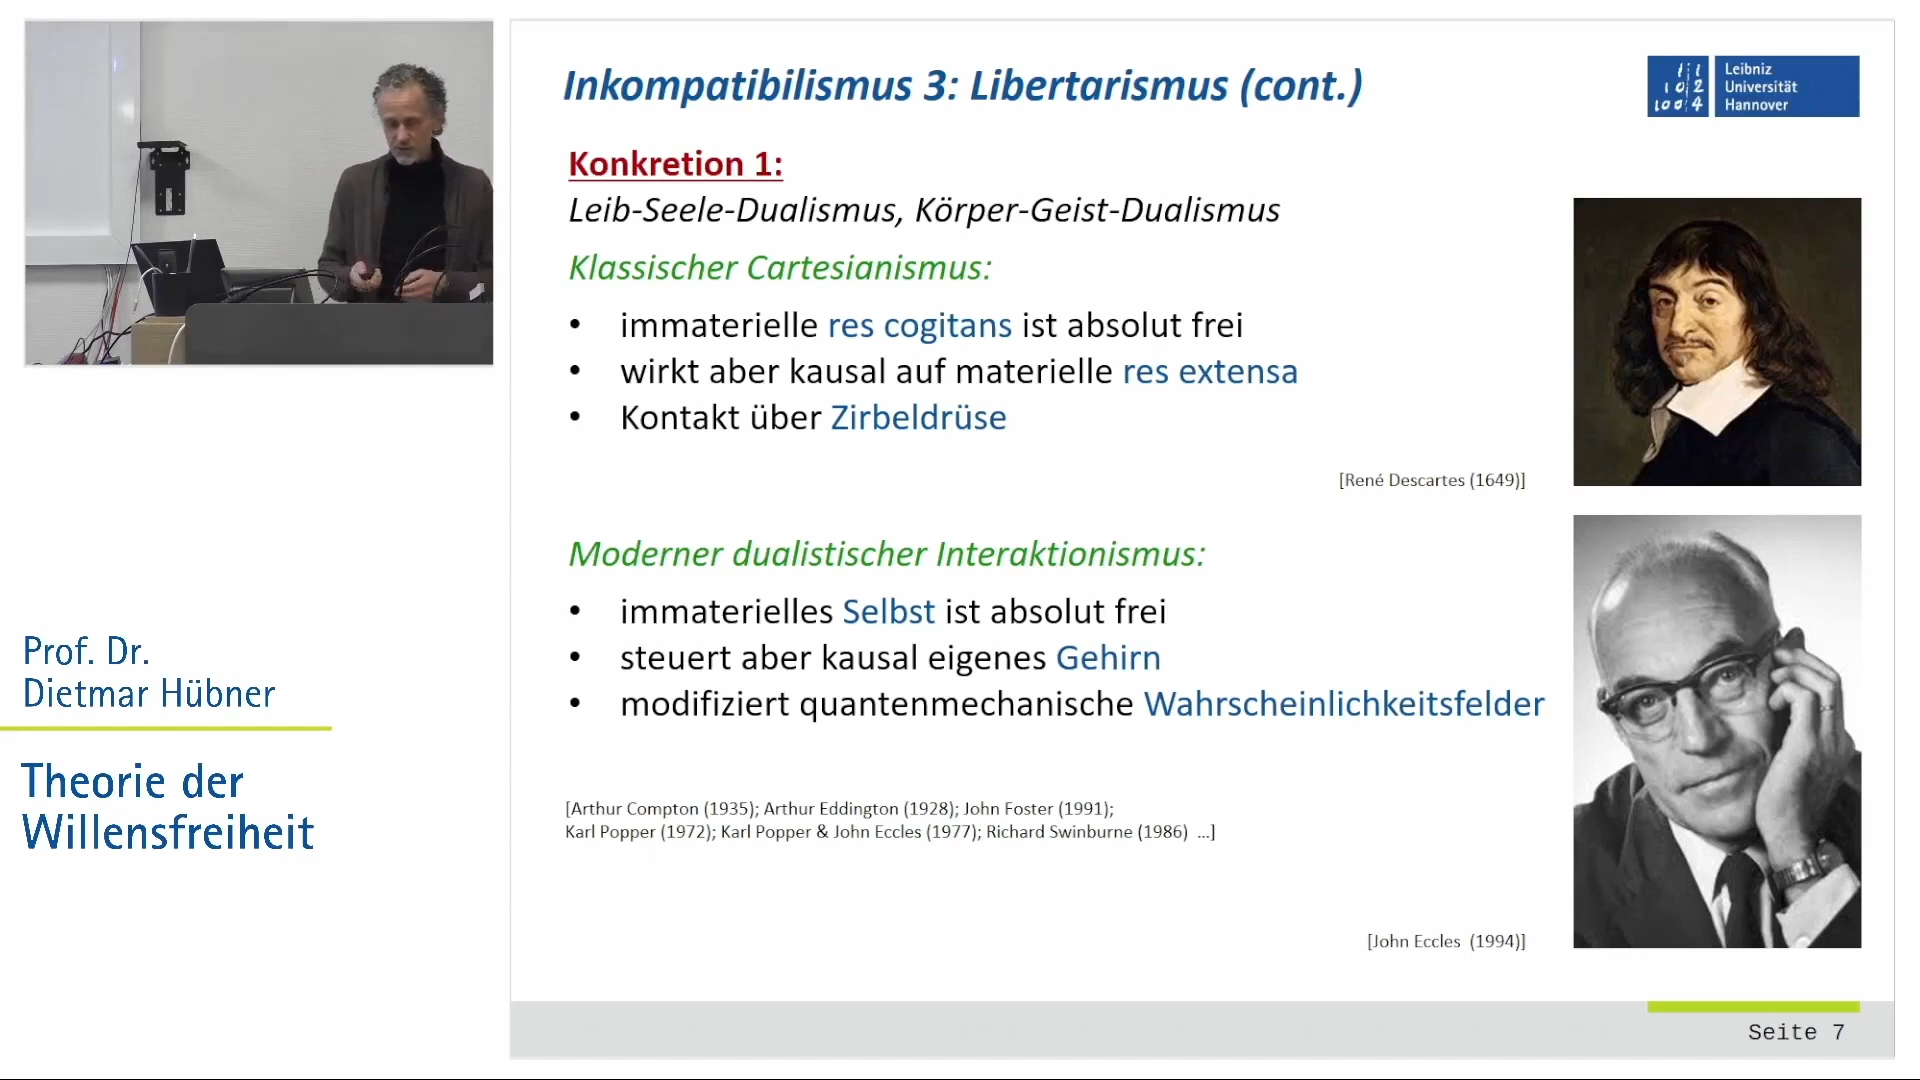 Inkompatibilismus 3: Libertarismus (cont.)
Leibniz
Universität
Hannover
Konkretion 1:
Leib-Seele-Dualismus, Körper-Geist-Dualismus
Klassischer Cartesianismus:
• immaterielle res cogitans ist absolut frei
• wirkt aber kausal auf materielle res extensa
• Kontakt über Zirbeldrüse
[René Descartes (1649)]
Moderner dualistischer Interaktionismus:
• immaterielles Selbst ist absolut frei
• steuert aber kausal eigenes Gehirn
• modifiziert quantenmechanische Wahrscheinlichkeitsfelder
[Arthur Compton (1935); Arthur Eddington (1928); John Foster (1991);
Karl Popper (1972); Karl Popper & John Eccles (1977); Richard Swinburne (1986) ...]
[John Eccles (1994)]
Seite 7
Prof. Dr.
Dietmar Hübner
Theorie der
Willensfreiheit